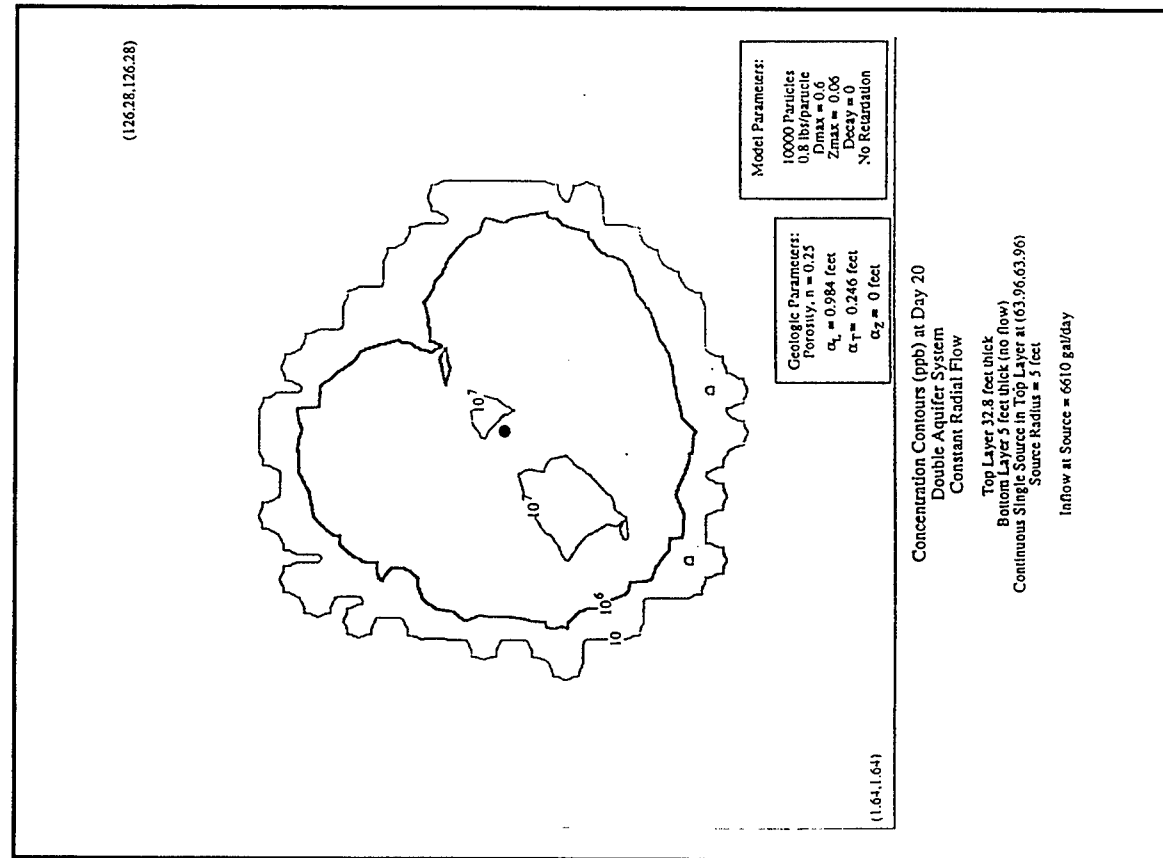 (126.28,126.28)
10⁷
10⁷
10⁶
10
(1.64,1.64)
Geologic Parameters:
Porosity, n = 0.25
α_L = 0.984 feet
α_T = 0.246 feet
α_Z = 0 feet
Model Parameters:
10000 Particles
0.8 lbs/particle
Dmax = 0.6
Zmax = 0.06
Decay = 0
No Retardation
Concentration Contours (ppb) at Day 20
Double Aquifer System
Constant Radial Flow
Top Layer 32.8 feet thick
Bottom Layer 5 feet thick (no flow)
Continuous Single Source in Top Layer at (63.96,63.96)
Source Radius = 5 feet
Inflow at Source = 6610 gal/day